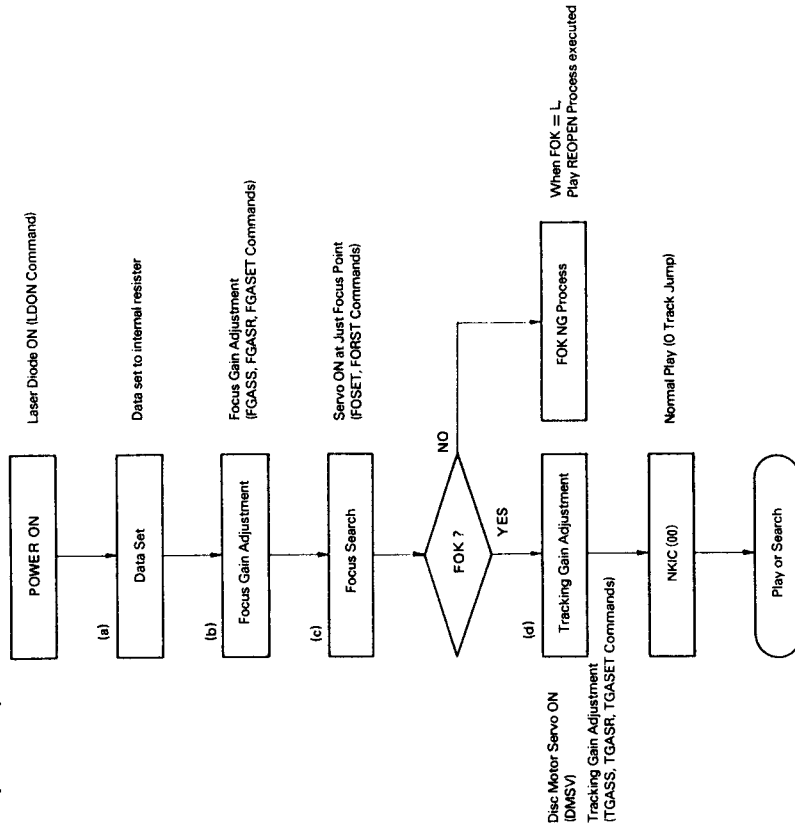 POWER ON
Laser Diode ON (LDON Command)
(a)
Data Set
Data set to internal resister
(b)
Focus Gain Adjustment
Focus Gain Adjustment
(FGASS, FGASR, FGASET Commands)
(c)
Focus Search
Servo ON at Just Focus Point
(FOSET, FORST Commands)
FOK ?
NO
YES
FOK NG Process
When FOK = L,
Play REOPEN Process executed
Disc Motor Servo ON
(DMSV)
(d)
Tracking Gain Adjustment
Tracking Gain Adjustment
(TGASS, TGASR, TGASET Commands)
NKIC (00)
Normal Play (0 Track Jump)
Play or Search